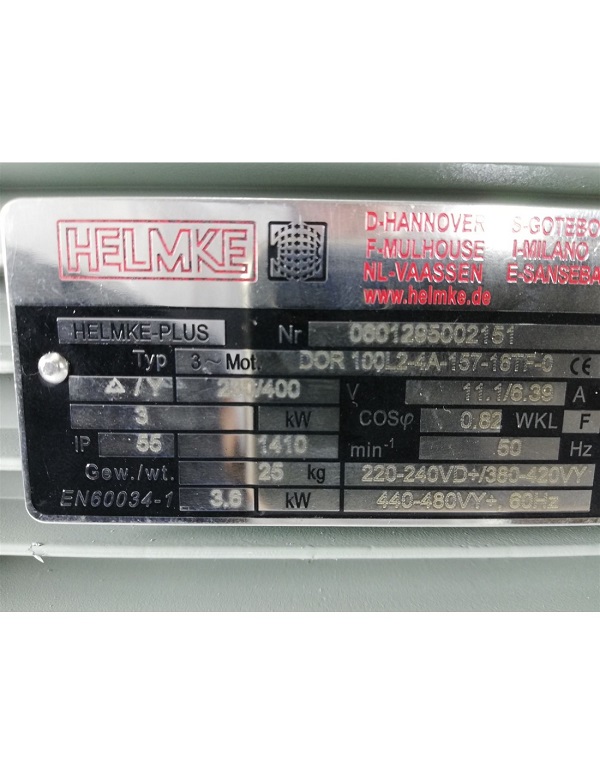 HELMKE
D-HANNOVER S-GOTEBO
F-MULHOUSE I-MILANO
NL-VAASSEN E-SANSEBA
www.helmke.de
HELMKE-PLUS Nr 0601295002151
Typ 3~Mot. DOR 100L2-4A-157-16TF-0 CE
△/Y 230/400 V 11.1/6.39 A
3 kW COSφ 0.82 WKL F
IP 55 1410 min-1 50 Hz
Gew./wt. 25 kg 220-240VD÷/380-420VY
EN60034-1 3.6 kW 440-480VY÷, 60Hz